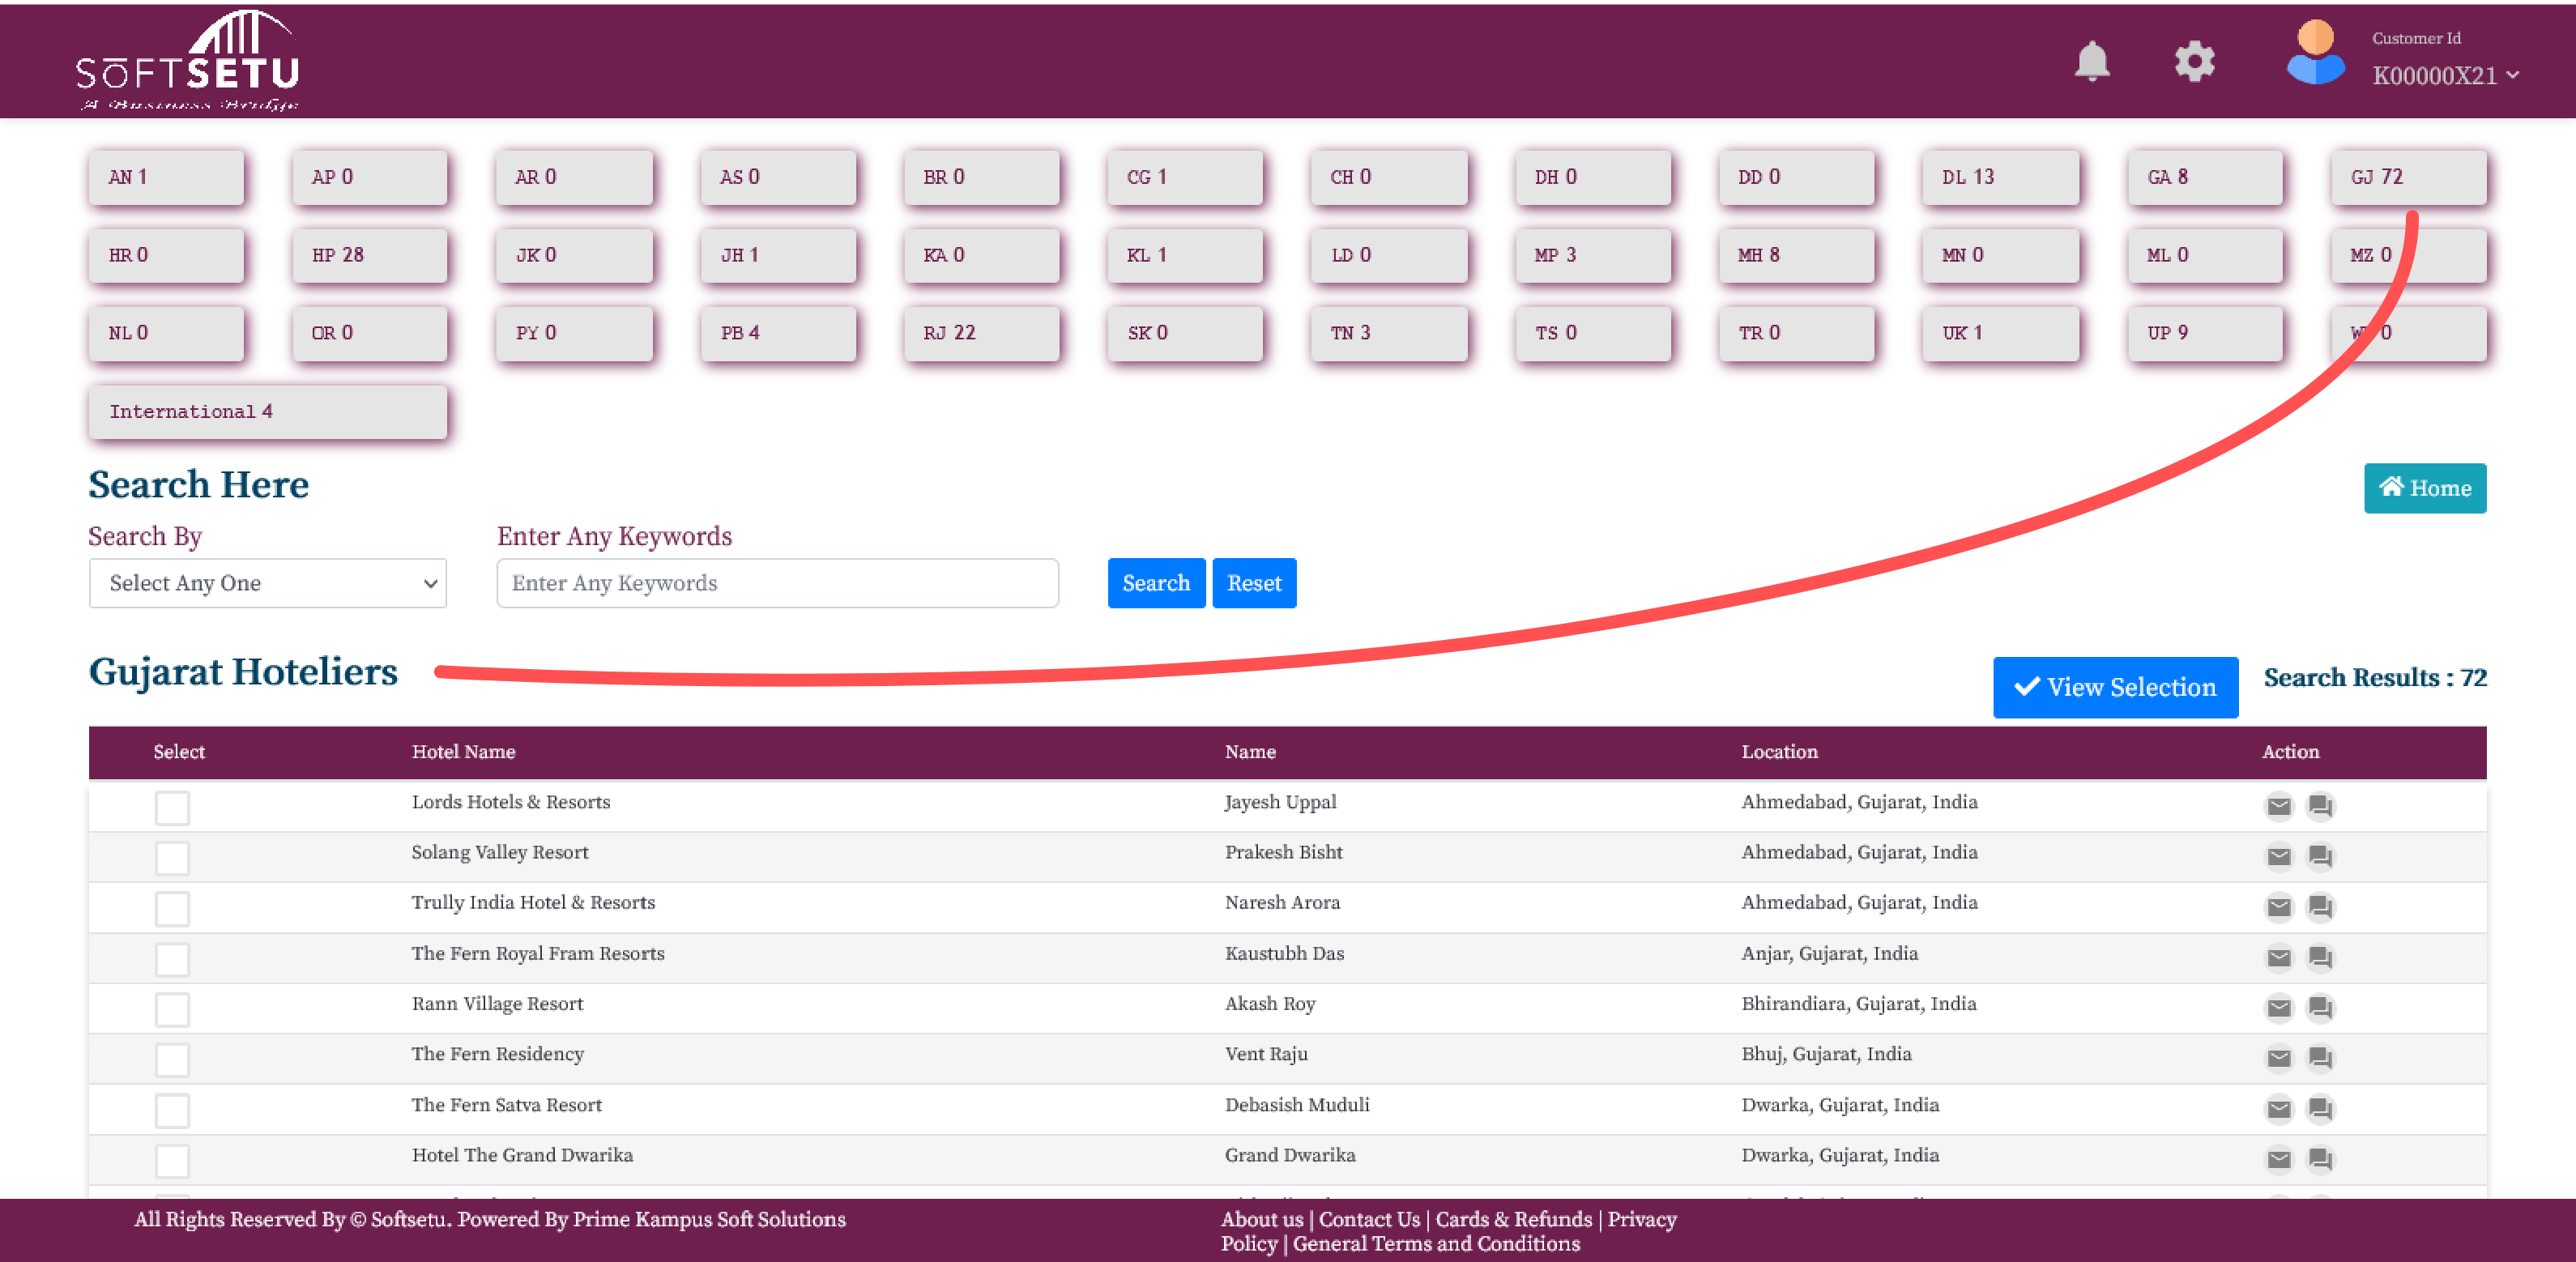 SOFTSETU
A Business Bridge
Customer Id
K00000X21
AN 1 AP 0 AR 0 AS 0 BR 0 CG 1 CH 0 DH 0 DD 0 DL 13 GA 8 GJ 72
HR 0 HP 28 JK 0 JH 1 KA 0 KL 1 LD 0 MP 3 MH 8 MN 0 ML 0 MZ 0
NL 0 OR 0 PY 0 PB 4 RJ 22 SK 0 TN 3 TS 0 TR 0 UK 1 UP 9 0
International 4
Search Here Home
Search By Enter Any Keywords
Select Any One Enter Any Keywords Search Reset
Gujarat Hoteliers View Selection Search Results : 72
Select Hotel Name Name Location Action
Lords Hotels & Resorts Jayesh Uppal Ahmedabad, Gujarat, India
Solang Valley Resort Prakesh Bisht Ahmedabad, Gujarat, India
Trully India Hotel & Resorts Naresh Arora Ahmedabad, Gujarat, India
The Fern Royal Fram Resorts Kaustubh Das Anjar, Gujarat, India
Rann Village Resort Akash Roy Bhirandiara, Gujarat, India
The Fern Residency Vent Raju Bhuj, Gujarat, India
The Fern Satva Resort Debasish Muduli Dwarka, Gujarat, India
Hotel The Grand Dwarika Grand Dwarika Dwarka, Gujarat, India
All Rights Reserved By © Softsetu. Powered By Prime Kampus Soft Solutions
About us | Contact Us | Cards & Refunds | Privacy
Policy | General Terms and Conditions